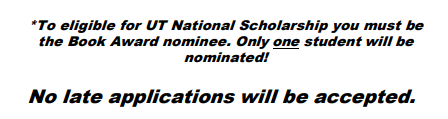 *To eligible for UT National Scholarship you must be
the Book Award nominee. Only one student will be
nominated!
No late applications will be accepted.